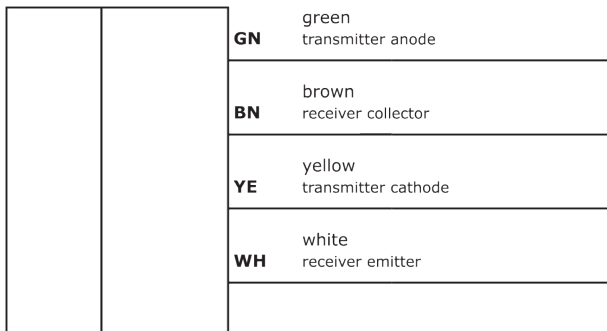 green
GN transmitter anode
brown
BN receiver collector
yellow
YE transmitter cathode
white
WH receiver emitter